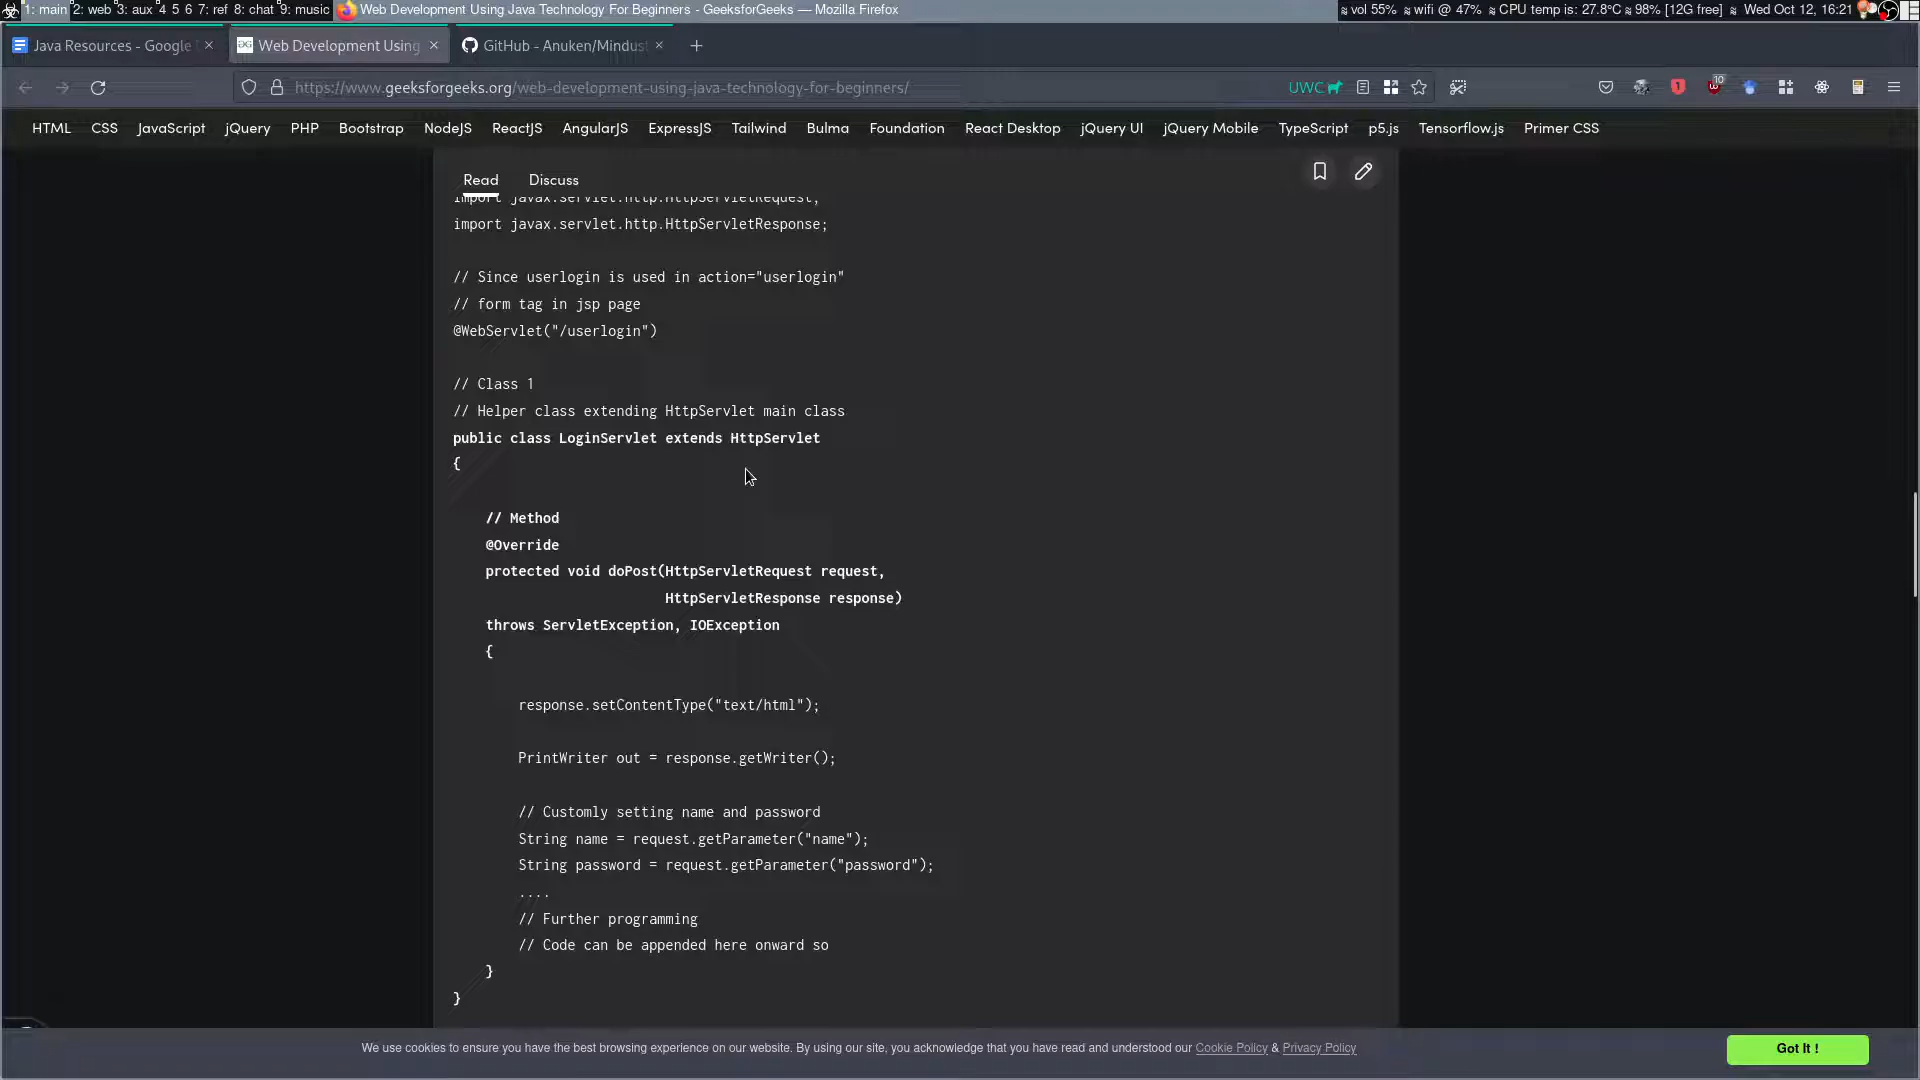 1: main 2: web 3: aux 4 5 6 7: ref 8: chat 9: music Web Development Using Java Technology For Beginners - GeeksforGeeks — Mozilla Firefox vol 55% wifi @ 47% CPU temp is: 27.8°C 98% [12G free] Wed Oct 12, 16:21
Java Resources - Google Web Development Using GitHub - Anuken/Mindust
https://www.geeksforgeeks.org/web-development-using-java-technology-for-beginners/ UWC 1 10
HTML CSS JavaScript jQuery PHP Bootstrap NodeJS ReactJS AngularJS ExpressJS Tailwind Bulma Foundation React Desktop jQuery UI jQuery Mobile TypeScript p5.js Tensorflow.js Primer CSS
Read Discuss
import javax.servlet.http.HttpServletRequest;
import javax.servlet.http.HttpServletResponse;
// Since userlogin is used in action="userlogin"
// form tag in jsp page
@WebServlet("/userlogin")
// Class 1
// Helper class extending HttpServlet main class
public class LoginServlet extends HttpServlet
{
// Method
@Override
protected void doPost(HttpServletRequest request,
HttpServletResponse response)
throws ServletException, IOException
{
response.setContentType("text/html");
PrintWriter out = response.getWriter();
// Customly setting name and password
String name = request.getParameter("name");
String password = request.getParameter("password");
....
// Further programming
// Code can be appended here onward so
}
}
We use cookies to ensure you have the best browsing experience on our website. By using our site, you acknowledge that you have read and understood our Cookie Policy & Privacy Policy
Got It !